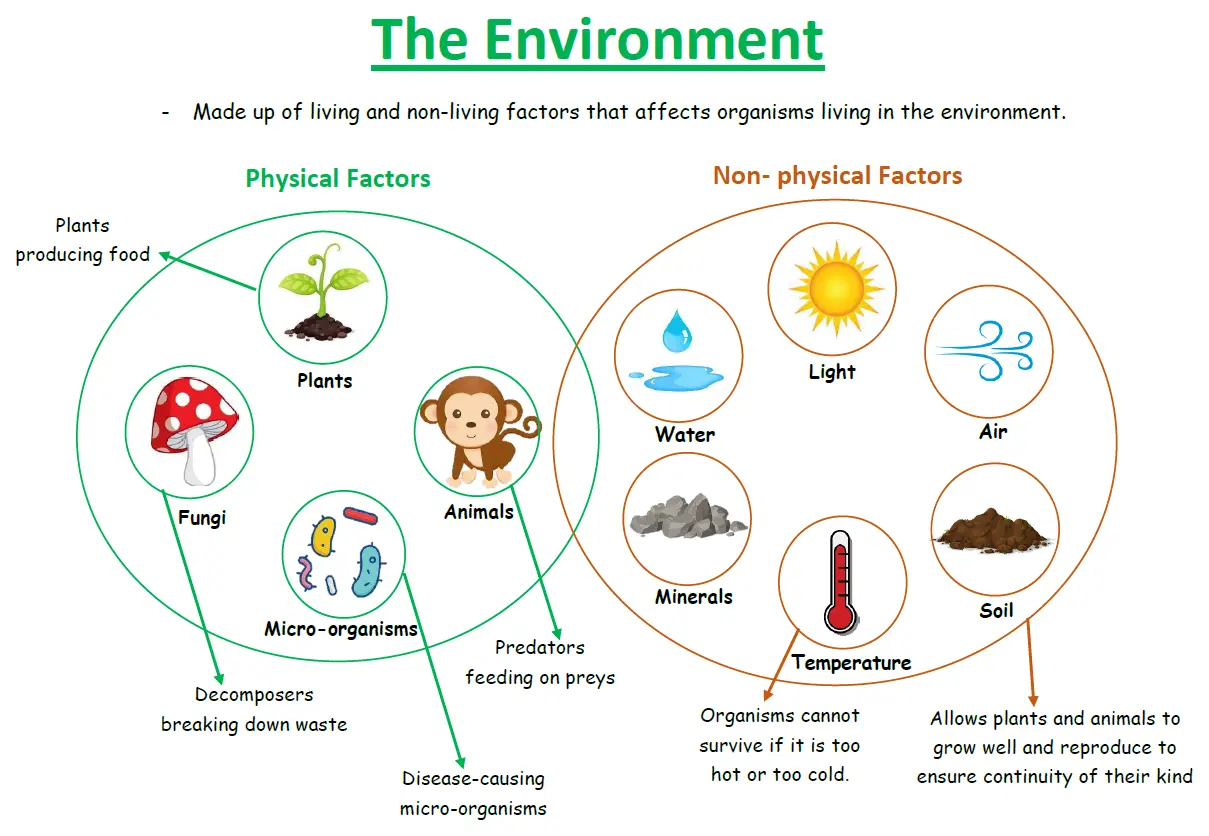 The Environment
- Made up of living and non-living factors that affects organisms living in the environment.
Physical Factors
Non- physical Factors
Plants
producing food
Plants
Fungi
Animals
Micro-organisms
Decomposers
breaking down waste
Predators
feeding on preys
Disease-causing
micro-organisms
Light
Water
Air
Minerals
Soil
Temperature
Organisms cannot
survive if it is too
hot or too cold.
Allows plants and animals to
grow well and reproduce to
ensure continuity of their kind